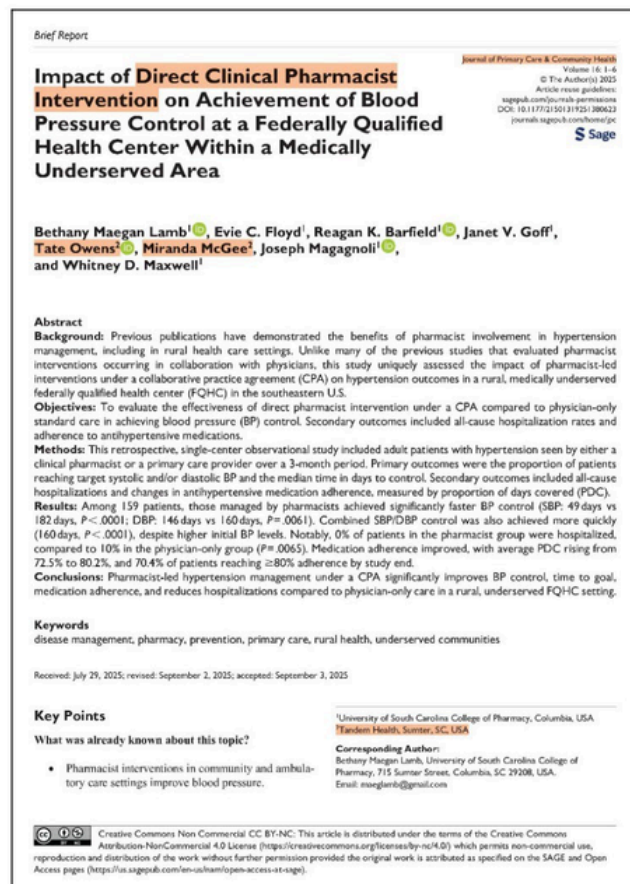 Brief Report
Journal of Primary Care & Community Health
Volume 16: 1–6
© The Author(s) 2025
Article reuse guidelines:
sagepub.com/journals-permissions
DOI: 10.1177/21501319251380623
journals.sagepub.com/home/jpc
Sage
Impact of Direct Clinical Pharmacist
Intervention on Achievement of Blood
Pressure Control at a Federally Qualified
Health Center Within a Medically
Underserved Area
Bethany Maegan Lamb¹ iD, Evie C. Floyd¹, Reagan K. Barfield¹ iD, Janet V. Goff¹,
Tate Owens² iD, Miranda McGee², Joseph Magagnoli¹ iD,
and Whitney D. Maxwell¹
Abstract
Background: Previous publications have demonstrated the benefits of pharmacist involvement in hypertension
management, including in rural health care settings. Unlike many of the previous studies that evaluated pharmacist
interventions occurring in collaboration with physicians, this study uniquely assessed the impact of pharmacist-led
interventions under a collaborative practice agreement (CPA) on hypertension outcomes in a rural, medically underserved
federally qualified health center (FQHC) in the southeastern U.S.
Objectives: To evaluate the effectiveness of direct pharmacist intervention under a CPA compared to physician-only
standard care in achieving blood pressure (BP) control. Secondary outcomes included all-cause hospitalization rates and
adherence to antihypertensive medications.
Methods: This retrospective, single-center observational study included adult patients with hypertension seen by either a
clinical pharmacist or a primary care provider over a 3-month period. Primary outcomes were the proportion of patients
reaching target systolic and/or diastolic BP and the median time in days to control. Secondary outcomes included all-cause
hospitalizations and changes in antihypertensive medication adherence, measured by proportion of days covered (PDC).
Results: Among 159 patients, those managed by pharmacists achieved significantly faster BP control (SBP: 49 days vs
182 days, P < .0001; DBP: 146 days vs 160 days, P = .0061). Combined SBP/DBP control was also achieved more quickly
(160 days, P < .0001), despite higher initial BP levels. Notably, 0% of patients in the pharmacist group were hospitalized,
compared to 10% in the physician-only group (P = .0065). Medication adherence improved, with average PDC rising from
72.5% to 80.2%, and 70.4% of patients reaching ≥80% adherence by study end.
Conclusions: Pharmacist-led hypertension management under a CPA significantly improves BP control, time to goal,
medication adherence, and reduces hospitalizations compared to physician-only care in a rural, underserved FQHC setting.
Keywords
disease management, pharmacy, prevention, primary care, rural health, underserved communities
Received: July 29, 2025; revised: September 2, 2025; accepted: September 3, 2025
Key Points
What was already known about this topic?
• Pharmacist interventions in community and ambula-
tory care settings improve blood pressure.
¹University of South Carolina College of Pharmacy, Columbia, USA
²Tandem Health, Sumter, SC, USA
Corresponding Author:
Bethany Maegan Lamb, University of South Carolina College of
Pharmacy, 715 Sumter Street, Columbia, SC 29208, USA.
Email: maeglamb@gmail.com
cc BY NC
Creative Commons Non Commercial CC BY-NC: This article is distributed under the terms of the Creative Commons
Attribution-NonCommercial 4.0 License (https://creativecommons.org/licenses/by-nc/4.0/) which permits non-commercial use,
reproduction and distribution of the work without further permission provided the original work is attributed as specified on the SAGE and Open
Access pages (https://us.sagepub.com/en-us/nam/open-access-at-sage).